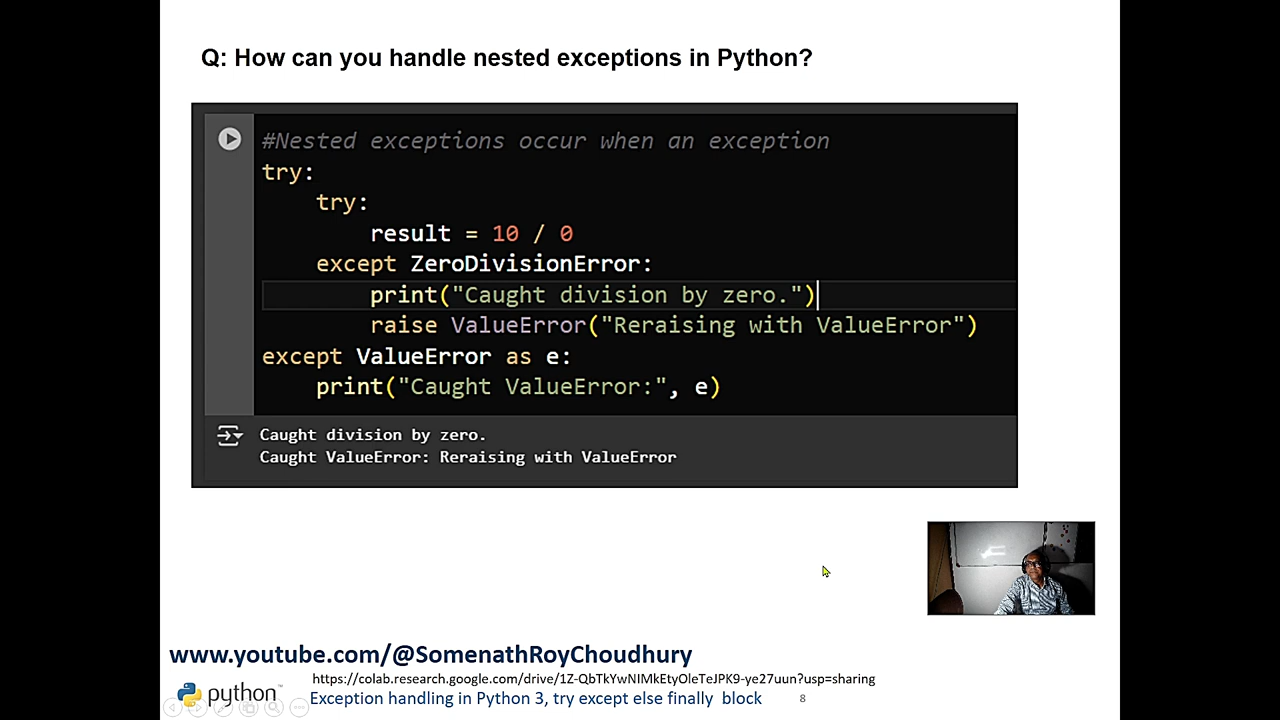 Q: How can you handle nested exceptions in Python?
#Nested exceptions occur when an exception
try:
    try:
        result = 10 / 0
    except ZeroDivisionError:
        print("Caught division by zero.")
        raise ValueError("Reraising with ValueError")
except ValueError as e:
    print("Caught ValueError:", e)
Caught division by zero.
Caught ValueError: Reraising with ValueError
www.youtube.com/@SomenathRoyChoudhury
https://colab.research.google.com/drive/1Z-QbTkYwNIMkEtyOleTeJPK9-ye27uun?usp=sharing
python™
Exception handling in Python 3, try except else finally block
8